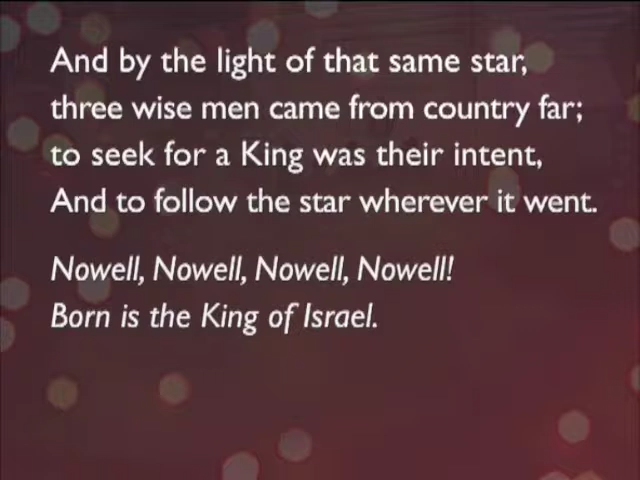 And by the light of that same star,
three wise men came from country far;
to seek for a King was their intent,
And to follow the star wherever it went.
Nowell, Nowell, Nowell, Nowell!
Born is the King of Israel.